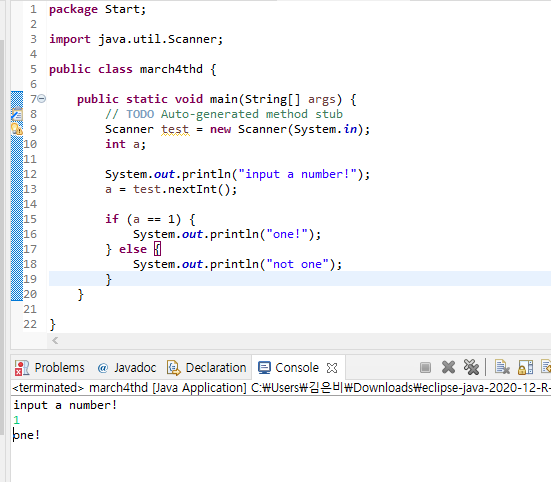 1 package Start;
2
3 import java.util.Scanner;
4
5 public class march4thd {
6
7 public static void main(String[] args) {
8 // TODO Auto-generated method stub
9 Scanner test = new Scanner(System.in);
10 int a;
11
12 System.out.println("input a number!");
13 a = test.nextInt();
14
15 if (a == 1) {
16 System.out.println("one!");
17 } else {
18 System.out.println("not one");
19 }
20 }
21
22 }
Problems @ Javadoc Declaration Console
<terminated> march4thd [Java Application] C:₩Users₩김은비₩Downloads₩eclipse-java-2020-12-R-
input a number!
1
one!